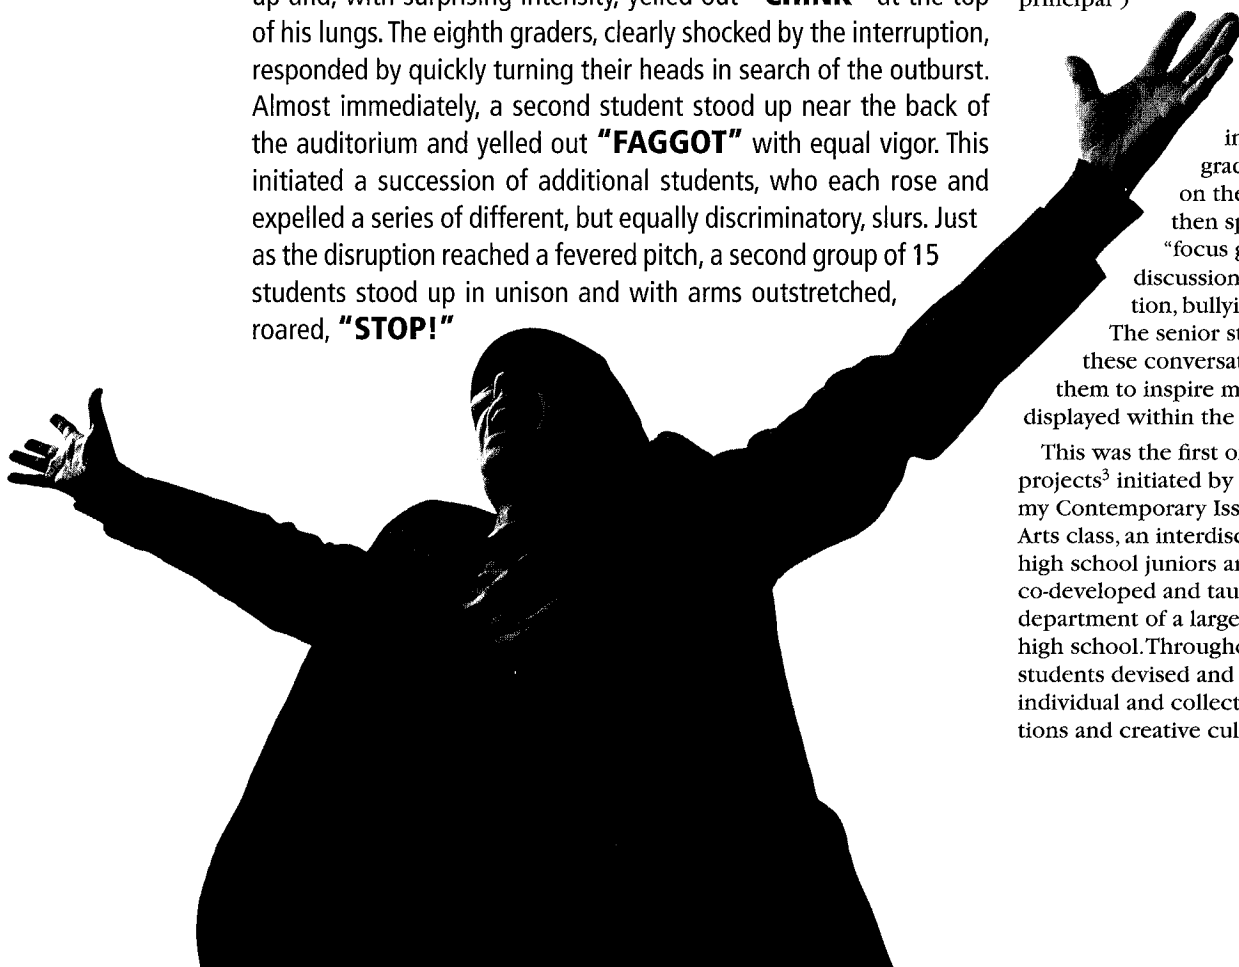 up and, with surprising intensity, yelled out "CHINK" at the top
of his lungs. The eighth graders, clearly shocked by the interruption,
responded by quickly turning their heads in search of the outburst.
Almost immediately, a second student stood up near the back of
the auditorium and yelled out "FAGGOT" with equal vigor. This
initiated a succession of additional students, who each rose and
expelled a series of different, but equally discriminatory, slurs. Just
as the disruption reached a fevered pitch, a second group of 15
students stood up in unison and with arms outstretched,
roared, "STOP!"
principal")
in
grad
on the
then sp
"focus g
discussion
tion, bullyi
The senior st
these conversat
them to inspire m
displayed within the
This was the first o
projects³ initiated by
my Contemporary Iss
Arts class, an interdisc
high school juniors an
co-developed and tau
department of a large
high school. Througho
students devised and
individual and collect
tions and creative cul